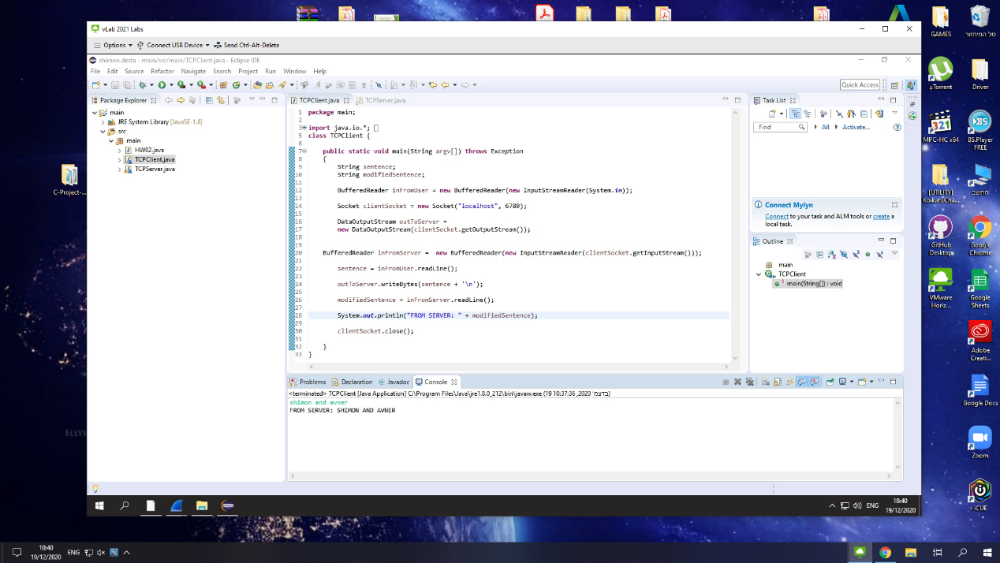 vLab 2021 Labs
Options
Connect USB Device
Send Ctrl-Alt-Delete
shimon.desta - main/src/main/TCPClient.java - Eclipse IDE
File Edit Source Refactor Navigate Search Project Run Window Help
Quick Access
Package Explorer
main
JRE System Library [JavaSE-1.8]
src
main
HW02.java
TCPClient.java
TCPServer.java
TCPClient.java
TCPServer.java
1 package main;
2
3 import java.io.*;
5 class TCPClient {
6
7 public static void main(String argv[]) throws Exception
8 {
9 String sentence;
10 String modifiedSentence;
11
12 BufferedReader inFromUser = new BufferedReader(new InputStreamReader(System.in));
13
14 Socket clientSocket = new Socket("localhost", 6789);
15
16 DataOutputStream outToServer =
17 new DataOutputStream(clientSocket.getOutputStream());
18
19
20 BufferedReader inFromServer = new BufferedReader(new InputStreamReader(clientSocket.getInputStream()));
21
22 sentence = inFromUser.readLine();
23
24 outToServer.writeBytes(sentence + '\n');
25
26 modifiedSentence = inFromServer.readLine();
27
28 System.out.println("FROM SERVER: " + modifiedSentence);
29
30 clientSocket.close();
31
32 }
33 }
Task List
Find
All
Activate...
Connect Mylyn
Connect to your task and ALM tools or create a
local task.
Outline
main
TCPClient
main(String[]) : void
Problems
Declaration
Javadoc
Console
<terminated> TCPClient [Java Application] C:\Program Files\Java\jre1.8.0_212\bin\javaw.exe (19 בדצמ׳ 2020, 10:37:36)
shimon and avner
FROM SERVER: SHIMON AND AVNER
ENG
10:40
19/12/2020
C-Project-...
ELLYS
GAMES
סל המיחזור
µTorrent
Driver
MPC-HC x64
BS.Player
FREE
[UTILITY]
KoikatuCha...
מחשב
GitHub
Desktop
Google
Chrome
VMware
Horiz...
Google
Sheets
Adobe
Creati...
Google Docs
Zoom
iCUE
10:40
19/12/2020
ENG